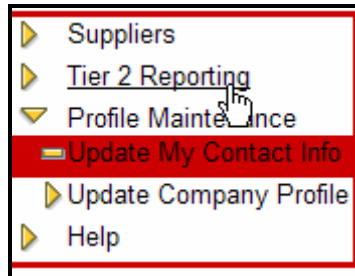 Suppliers
Tier 2 Reporting
Profile Maintenance
Update My Contact Info
Update Company Profile
Help